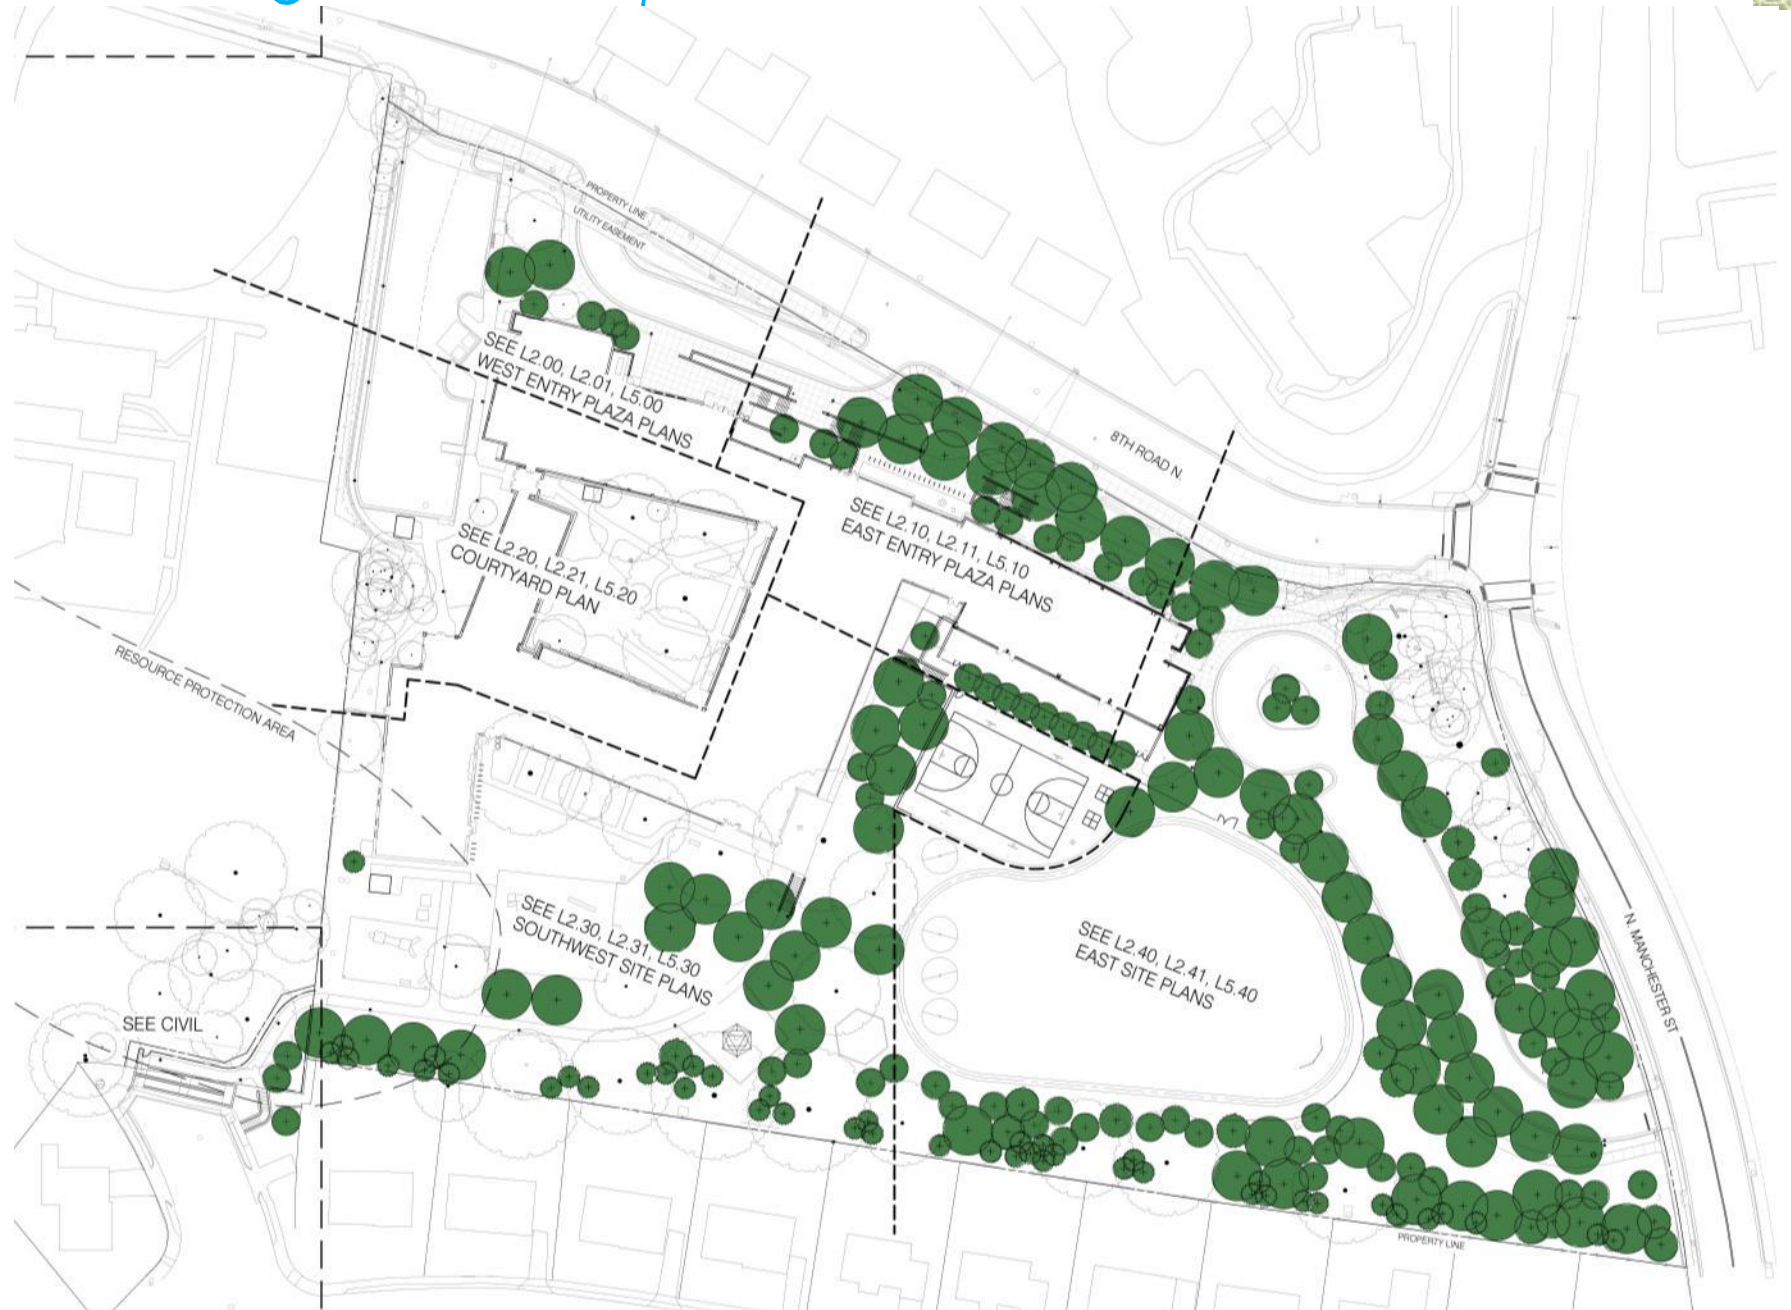 PROPERTY LINE
UTILITY EASEMENT
SEE L2.00, L2.01, L5.00
WEST ENTRY PLAZA PLANS
8TH ROAD N.
SEE L2.10, L2.11, L5.10
EAST ENTRY PLAZA PLANS
SEE L2.20, L2.21, L5.20
COURTYARD PLAN
RESOURCE PROTECTION AREA
SEE L2.30, L2.31, L5.30
SOUTHWEST SITE PLANS
SEE L2.40, L2.41, L5.40
EAST SITE PLANS
N. MANCHESTER ST
SEE CIVIL
PROPERTY LINE